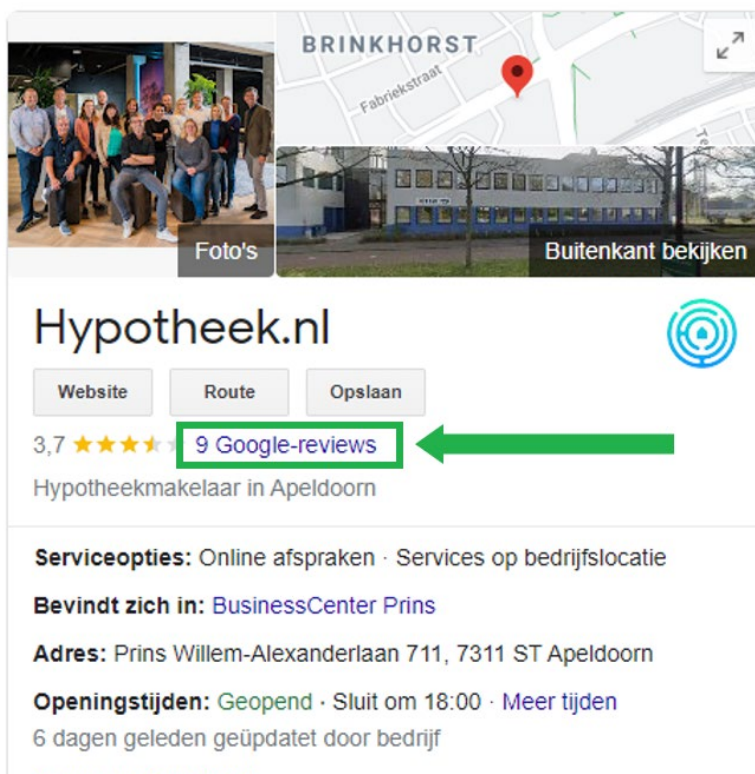 BRINKHORST
Fabriekstraat
Foto's
Buitenkant bekijken
Hypotheek.nl
Website
Route
Opslaan
3,7 9 Google-reviews
Hypotheekmakelaar in Apeldoorn
Serviceopties: Online afspraken · Services op bedrijfslocatie
Bevindt zich in: BusinessCenter Prins
Adres: Prins Willem-Alexanderlaan 711, 7311 ST Apeldoorn
Openingstijden: Geopend · Sluit om 18:00 · Meer tijden
6 dagen geleden geüpdatet door bedrijf